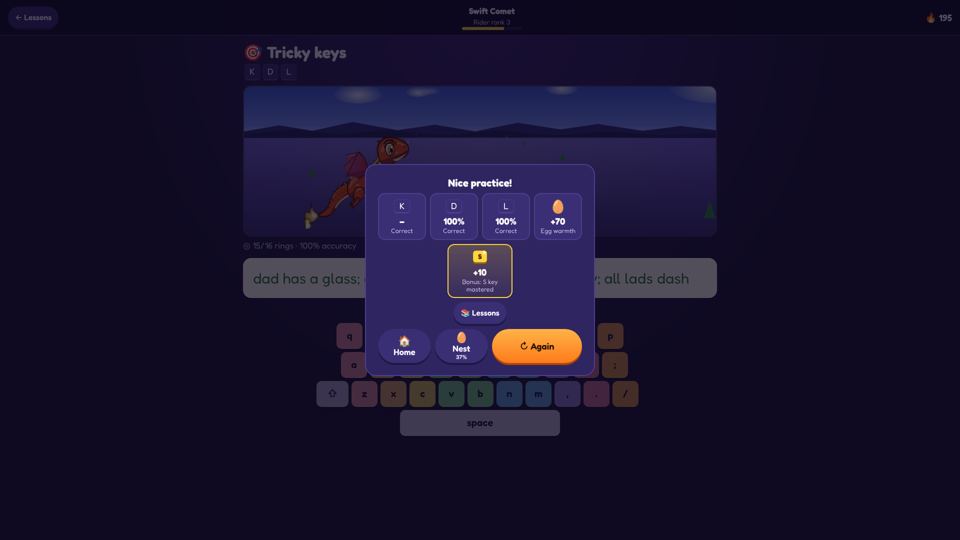 ← Lessons
Swift Comet
Rider rank 3
🔥 195
🎯 Tricky keys
K D L
Nice practice!
K
–
Correct
D
100%
Correct
L
100%
Correct
+70
Egg warmth
S
+10
Bonus: S key
mastered
◎ 15/16 rings · 100% accuracy
dad has a glass;
; all lads dash
📚 Lessons
🏠 Home
Nest
37%
↻ Again
q p
a ;
⇧ z x c v b n m , . /
space